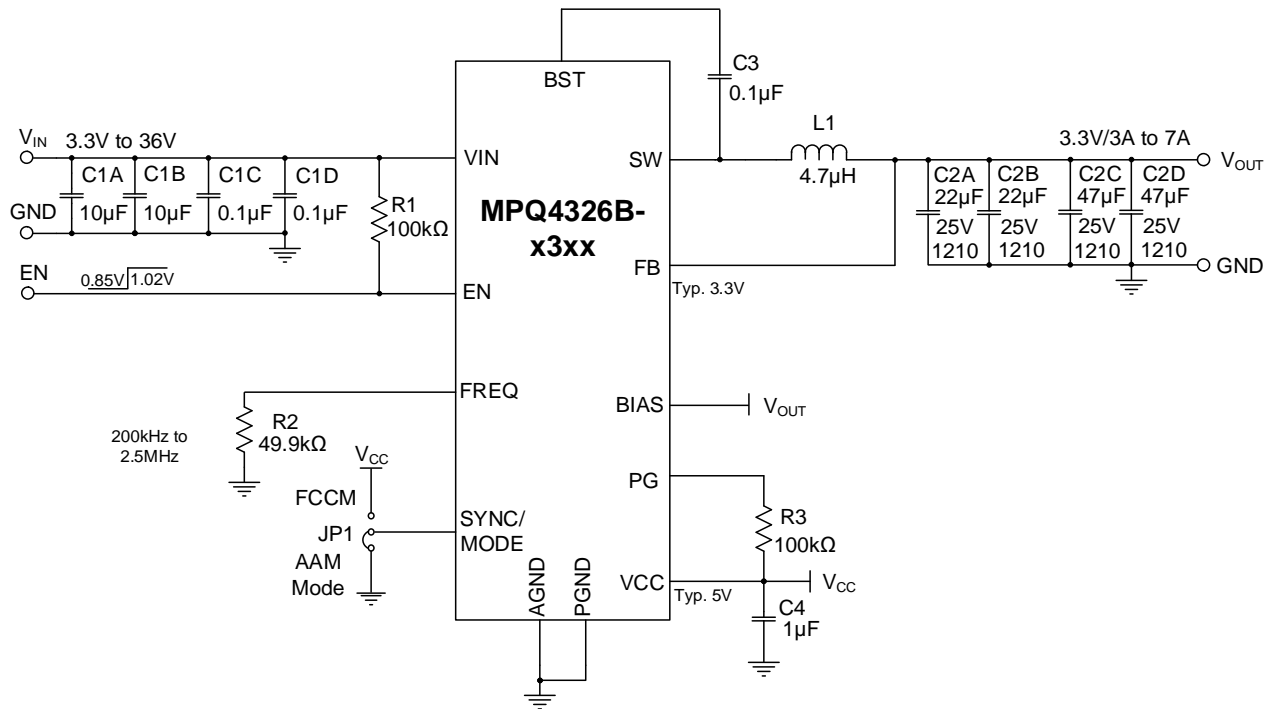 BST
C3
0.1µF
L1
4.7µH
V_IN
3.3V to 36V
VIN
SW
3.3V/3A to 7A
V_OUT
C1A
10µF
C1B
10µF
C1C
0.1µF
C1D
0.1µF
GND
R1
100kΩ
MPQ4326B-
x3xx
C2A
22µF
25V
1210
C2B
22µF
25V
1210
C2C
47µF
25V
1210
C2D
47µF
25V
1210
GND
FB
Typ. 3.3V
EN
0.85V
1.02V
EN
FREQ
R2
49.9kΩ
200kHz to
2.5MHz
BIAS
V_OUT
V_CC
FCCM
JP1
AAM
Mode
SYNC/
MODE
PG
R3
100kΩ
VCC
Typ. 5V
V_CC
C4
1µF
AGND
PGND